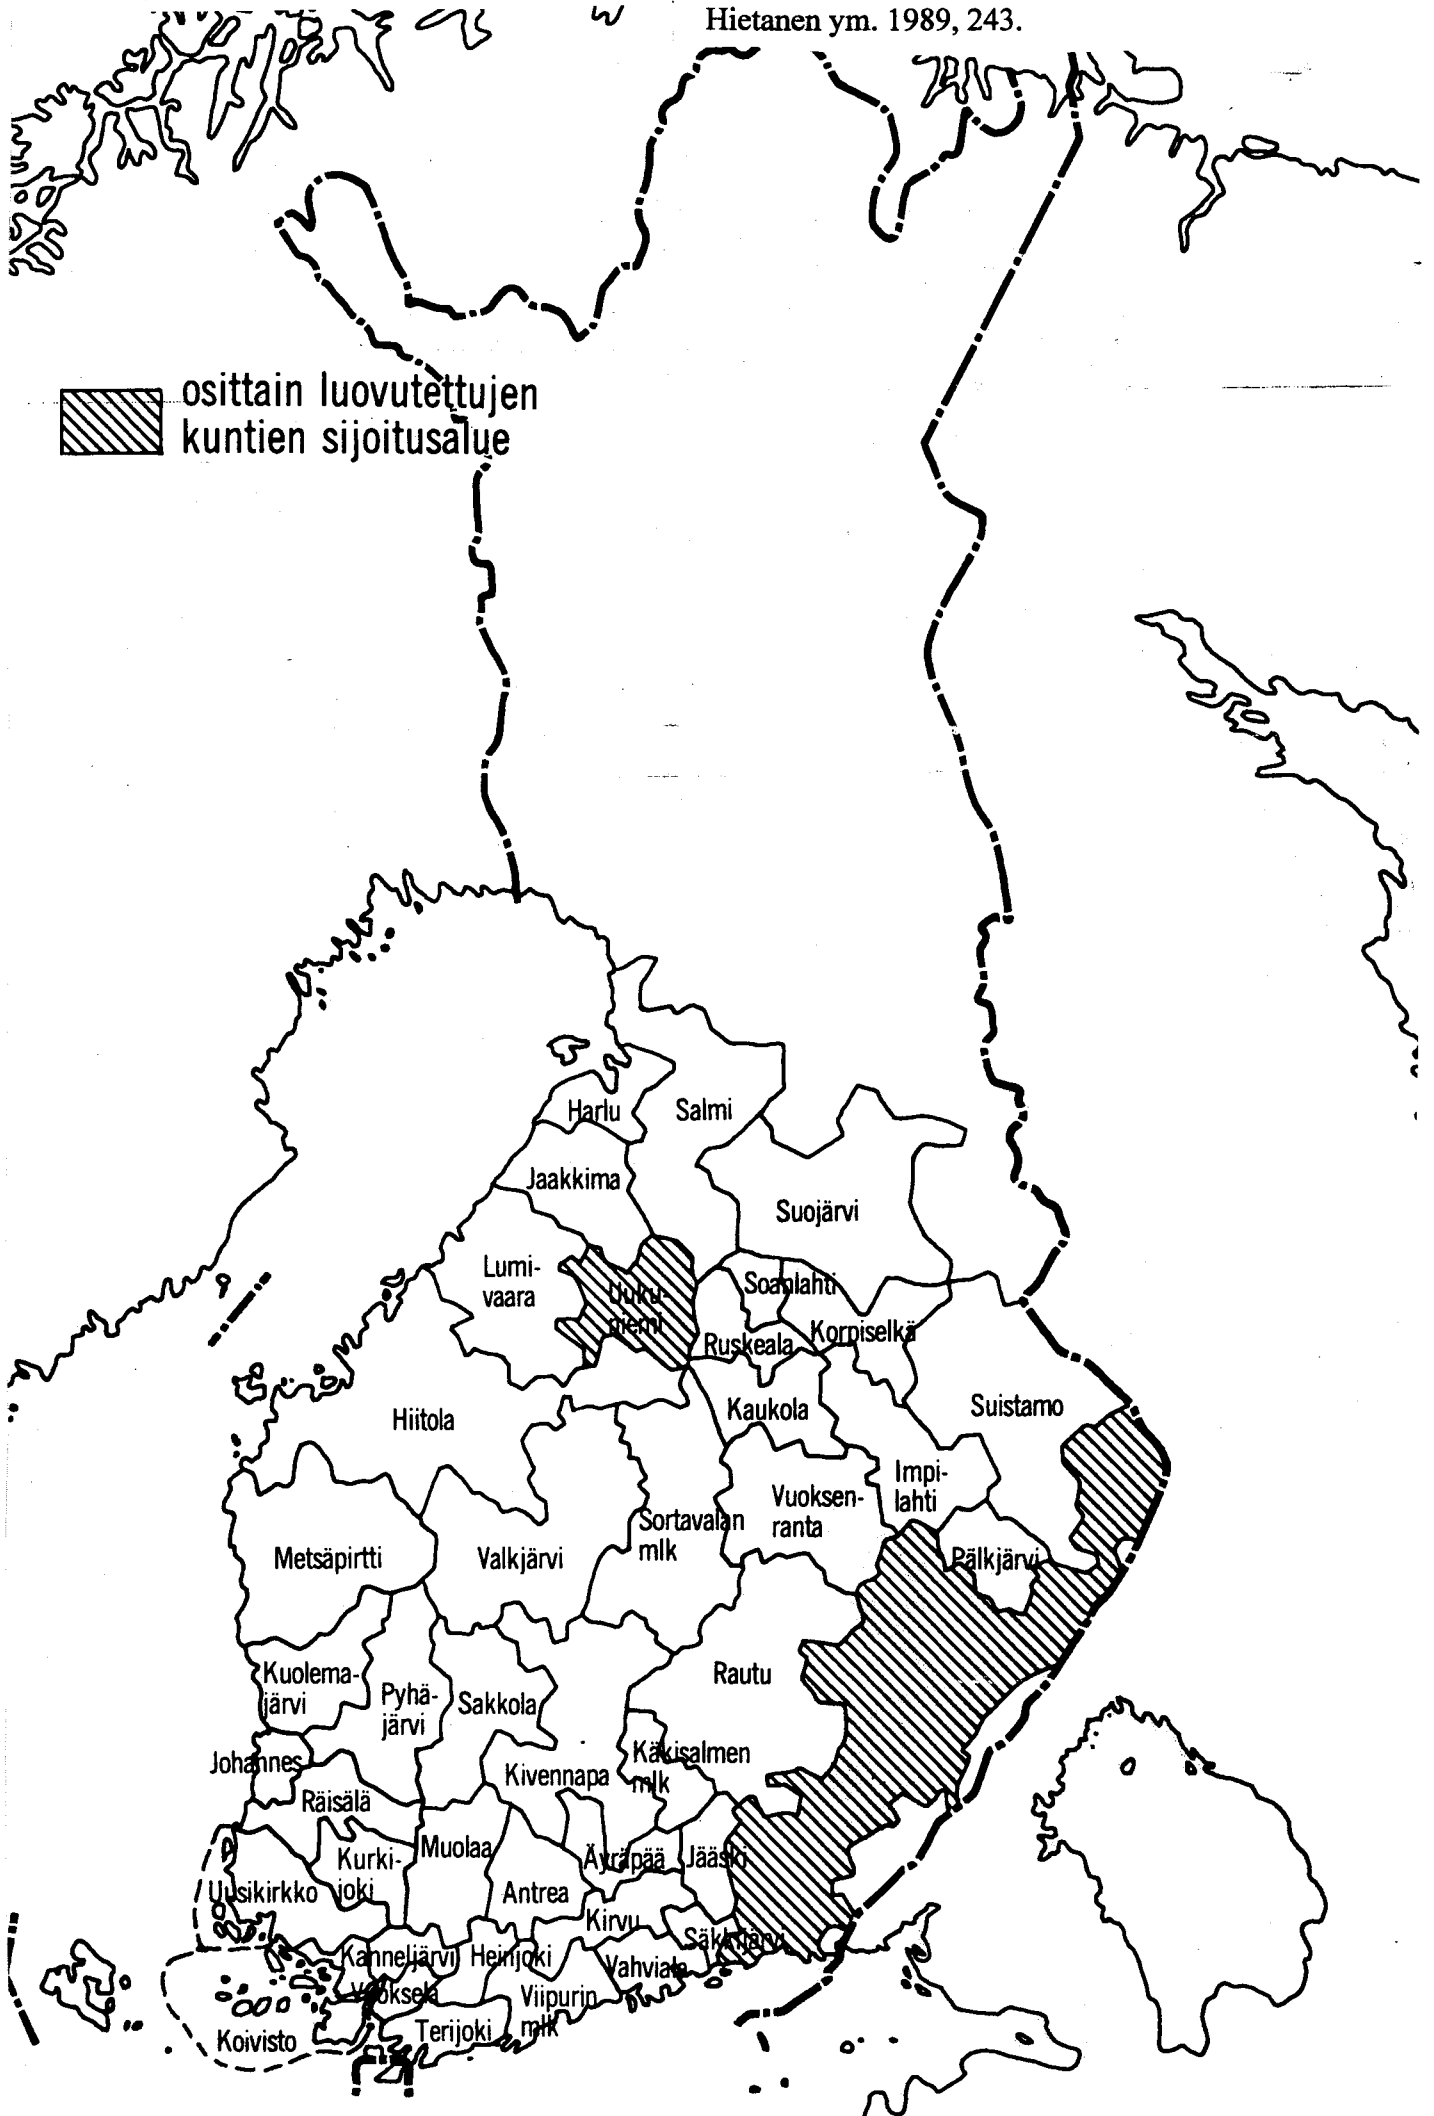 Hietanen ym. 1989, 243.
osittain luovutettujen
kuntien sijoitusalue
Harlu
Salmi
Jaakkima
Suojärvi
Lumi-
vaara
Uuku-
niemi
Soanlahti
Ruskeala
Korpiselkä
Hiitola
Kaukola
Suistamo
Impi-
lahti
Vuoksen-
ranta
Sortavalan
mlk
Metsäpirtti
Valkjärvi
Pälkjärvi
Kuolema-
järvi
Pyhä-
järvi
Sakkola
Rautu
Johannes
Räisälä
Kivennapa
Käkisalmen
mlk
Muolaa
Kurki-
joki
Äyräpää
Jääski
Uusikirkko
Antrea
Kirvu
Säkkijärvi
Kanneljärvi
Heinjoki
Vahviala
Vuoksela
Viipurin
mlk
Koivisto
Terijoki